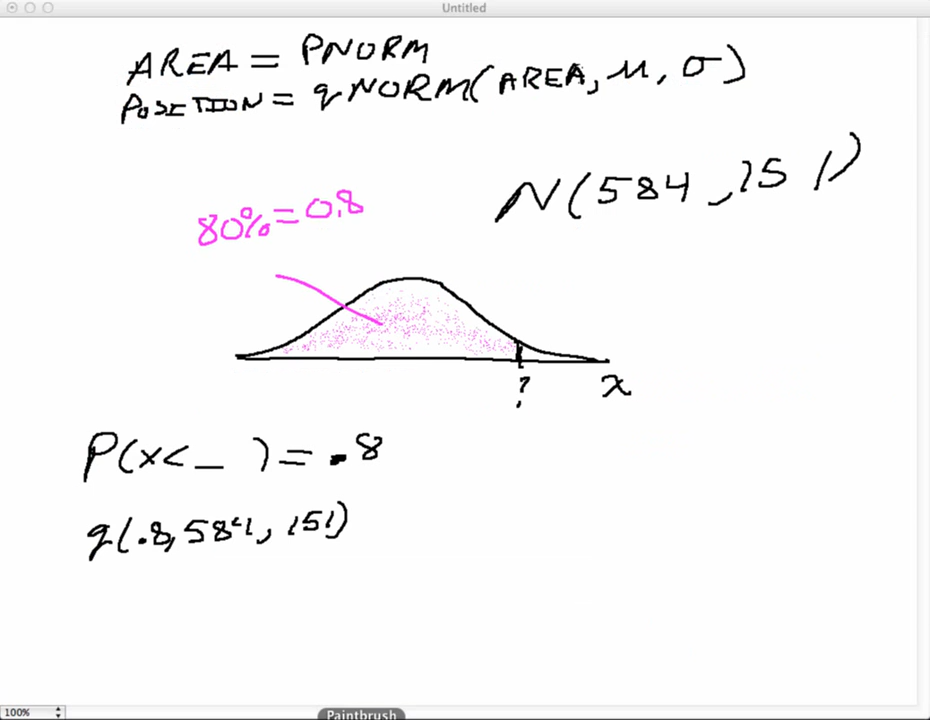 Untitled
AREA = PNORM
POSITION = qNORM(AREA, μ, σ)
N(584, 151)
80% = 0.8
?
x
P(x< _ ) = .8
q(.8, 584, 151)
100%
Paintbrush